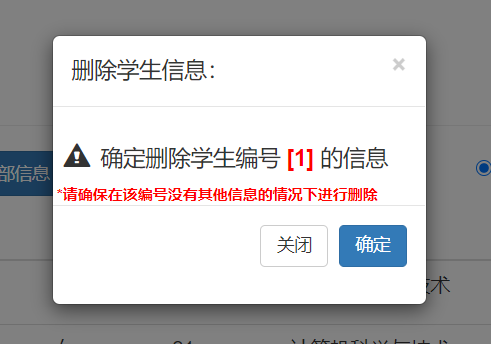 删除学生信息：
×
确定删除学生编号 [1] 的信息
部信息
*请确保在该编号没有其他信息的情况下进行删除
关闭
确定
技术